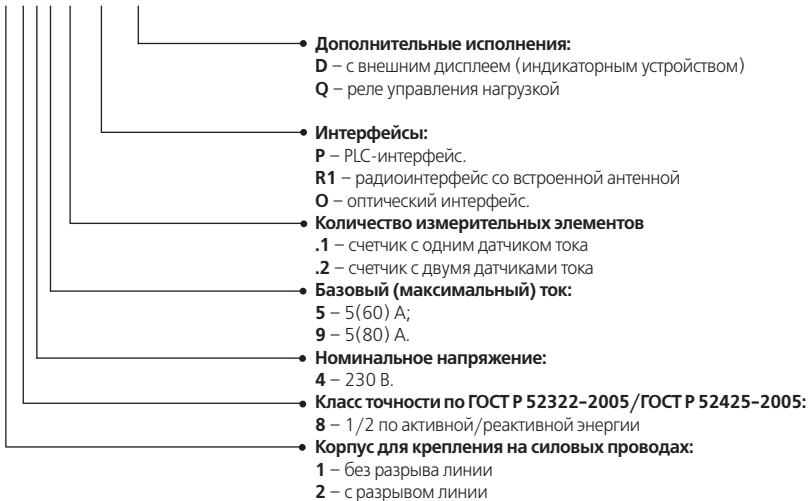 Дополнительные исполнения:
D – с внешним дисплеем (индикаторным устройством)
Q – реле управления нагрузкой
Интерфейсы:
P – PLC-интерфейс.
R1 – радиоинтерфейс со встроенной антенной
O – оптический интерфейс.
Количество измерительных элементов
.1 – счетчик с одним датчиком тока
.2 – счетчик с двумя датчиками тока
Базовый (максимальный) ток:
5 – 5(60) А;
9 – 5(80) А.
Номинальное напряжение:
4 – 230 В.
Класс точности по ГОСТ Р 52322–2005/ГОСТ Р 52425–2005:
8 – 1/2 по активной/реактивной энергии
Корпус для крепления на силовых проводах:
1 – без разрыва линии
2 – с разрывом линии